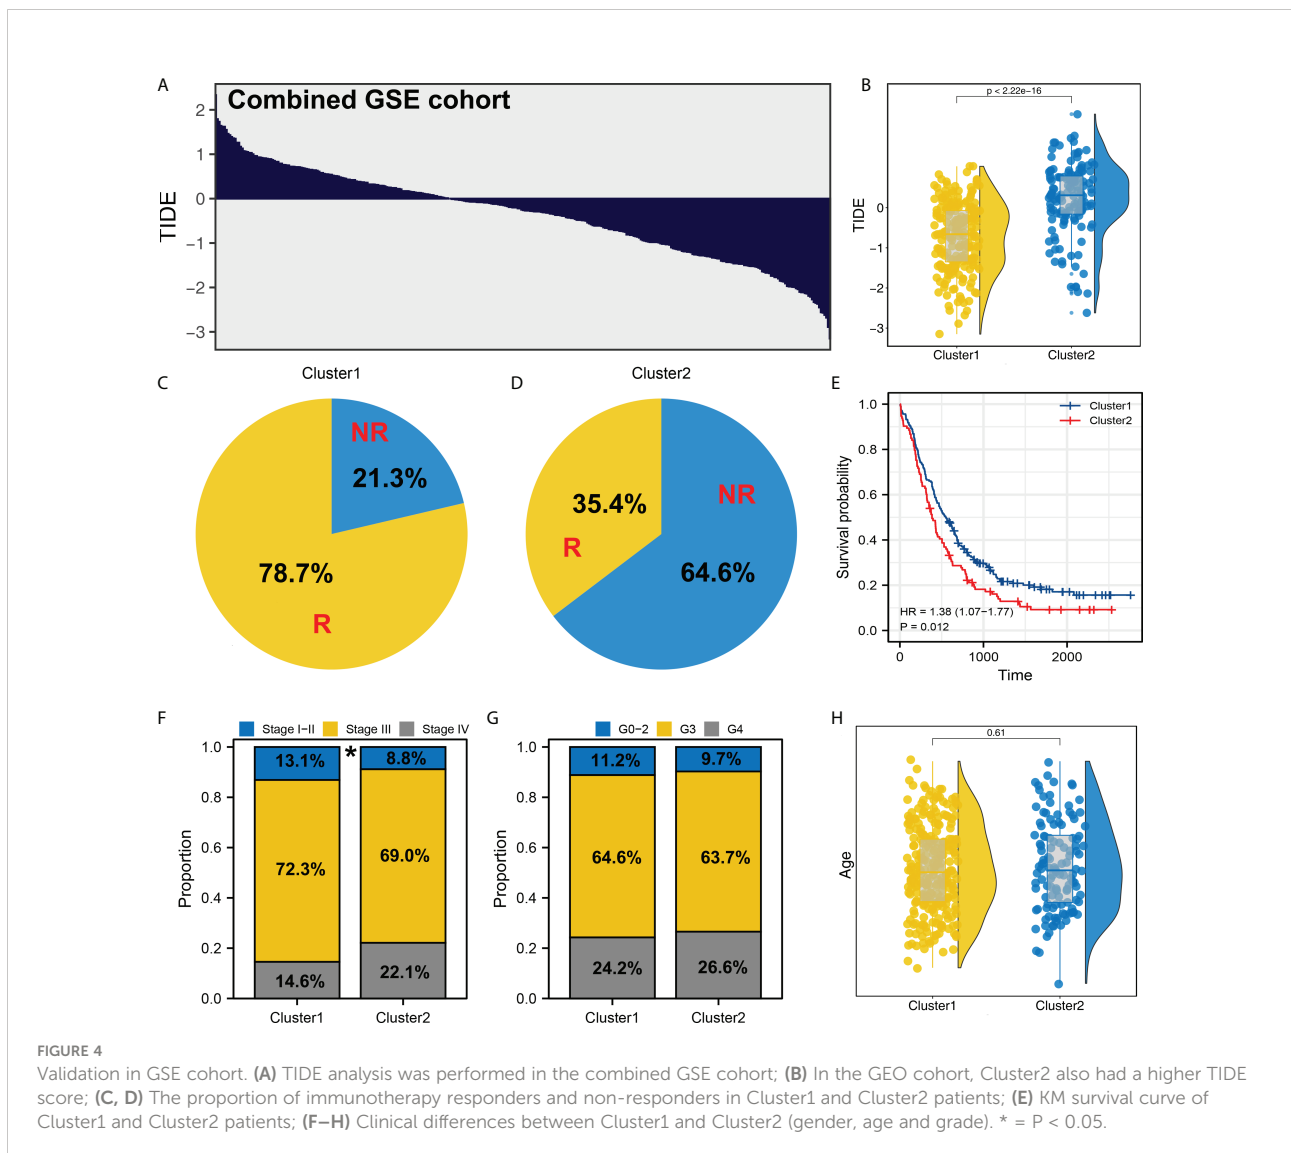 A
Combined GSE cohort
TIDE
2
1
0
−1
−2
−3
B
p < 2.22e−16
TIDE
0
−1
−2
−3
Cluster1 Cluster2
C
Cluster1
NR
21.3%
78.7%
R
D
Cluster2
35.4%
NR
R
64.6%
E
Survival probability
1.0
0.8
0.6
0.4
0.2
0.0
Cluster1
Cluster2
HR = 1.38 (1.07−1.77)
P = 0.012
0 1000 2000
Time
F
Stage I−II Stage III Stage IV
Proportion
1.0
0.8
0.6
0.4
0.2
0.0
13.1% * 8.8%
72.3% 69.0%
14.6% 22.1%
Cluster1 Cluster2
G
G0−2 G3 G4
Proportion
1.0
0.8
0.6
0.4
0.2
0.0
11.2% 9.7%
64.6% 63.7%
24.2% 26.6%
Cluster1 Cluster2
H
0.61
Age
Cluster1 Cluster2
FIGURE 4
Validation in GSE cohort. (A) TIDE analysis was performed in the combined GSE cohort; (B) In the GEO cohort, Cluster2 also had a higher TIDE
score; (C, D) The proportion of immunotherapy responders and non-responders in Cluster1 and Cluster2 patients; (E) KM survival curve of
Cluster1 and Cluster2 patients; (F–H) Clinical differences between Cluster1 and Cluster2 (gender, age and grade). * = P < 0.05.